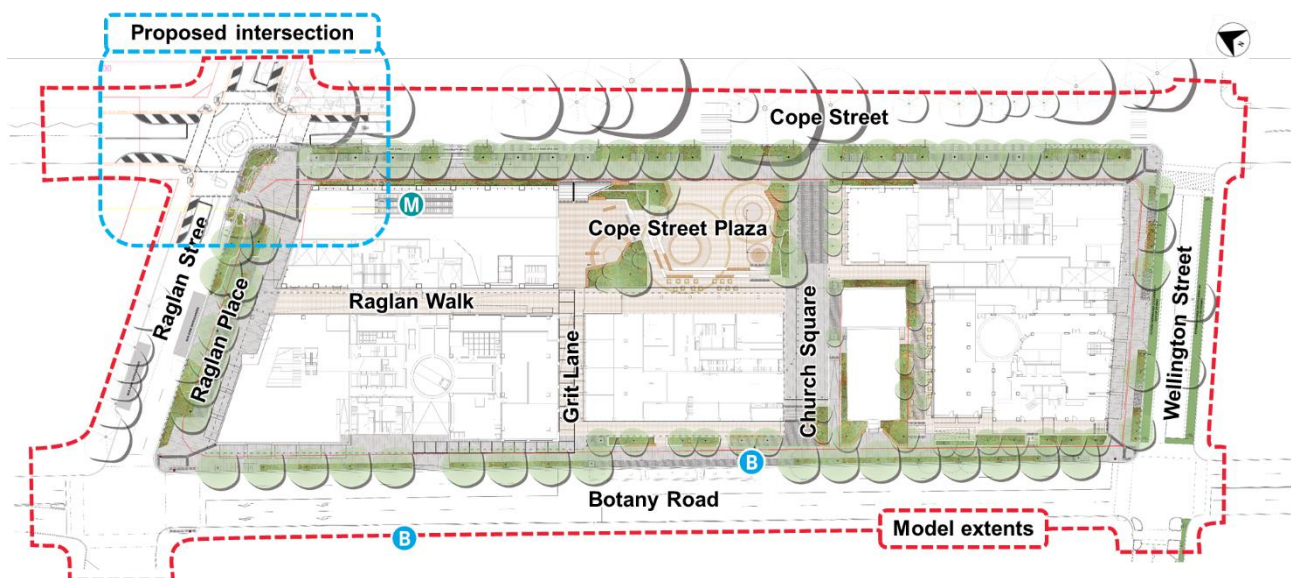 Proposed intersection
N
Cope Street
M
Cope Street Plaza
Raglan Stree
Raglan Place
Raglan Walk
Grit Lane
Church Square
Wellington Street
B
Botany Road
B
Model extents